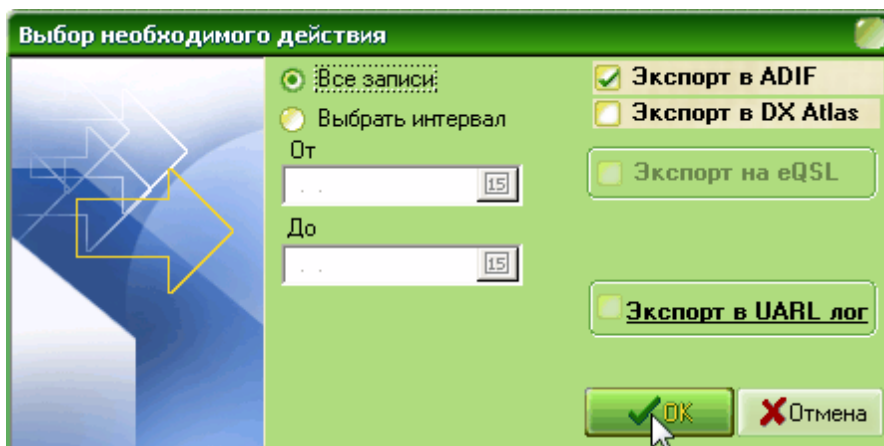 Выбор необходимого действия
Все записи
Выбрать интервал
От
. .
15
До
. .
15
Экспорт в ADIF
Экспорт в DX Atlas
Экспорт на eQSL
Экспорт в UARL лог
OK
Отмена